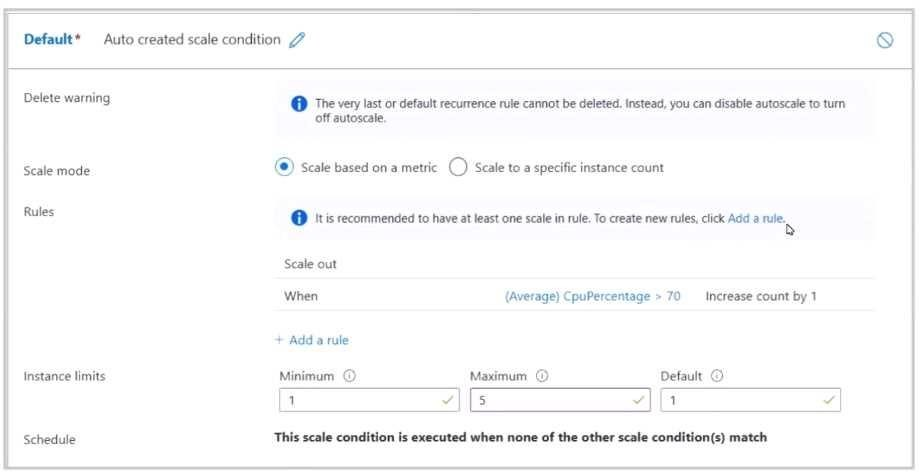 Default* Auto created scale condition
Delete warning
The very last or default recurrence rule cannot be deleted. Instead, you can disable autoscale to turn
off autoscale.
Scale mode Scale based on a metric Scale to a specific instance count
Rules
It is recommended to have at least one scale in rule. To create new rules, click Add a rule.
Scale out
When (Average) CpuPercentage > 70 Increase count by 1
+ Add a rule
Instance limits Minimum Maximum Default
1 5 1
Schedule This scale condition is executed when none of the other scale condition(s) match